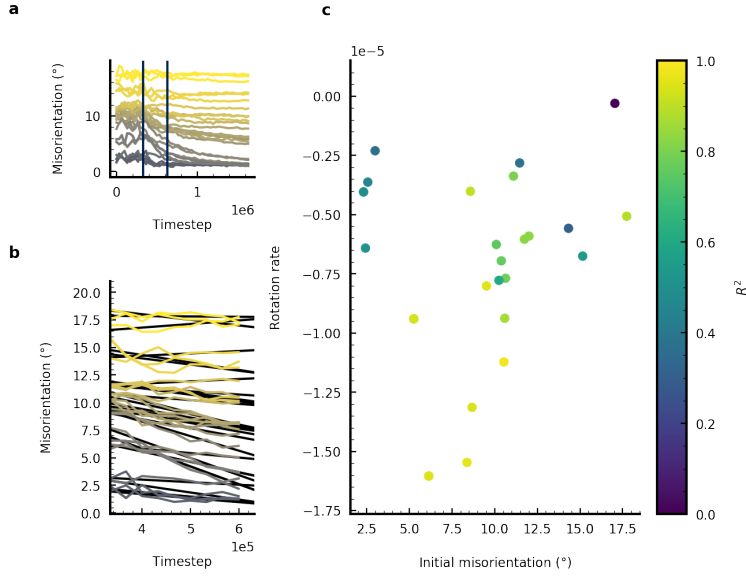 a
Misorientation (°)
10
0
0
1
1e6
Timestep
b
Misorientation (°)
20.0
17.5
15.0
12.5
10.0
7.5
5.0
2.5
0.0
4
5
6
1e5
Timestep
c
1e−5
Rotation rate
0.00
−0.25
−0.50
−0.75
−1.00
−1.25
−1.50
−1.75
2.5
5.0
7.5
10.0
12.5
15.0
17.5
Initial misorientation (°)
1.0
0.8
0.6
0.4
0.2
0.0
R²